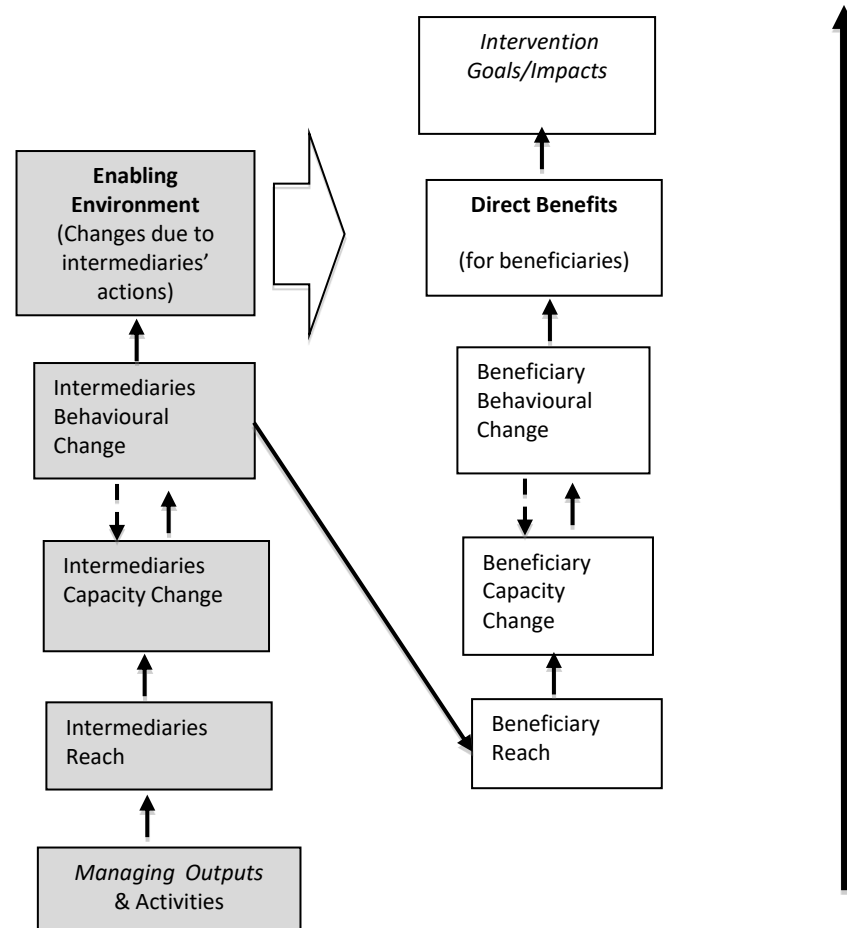 Intervention
Goals/Impacts
Enabling
Environment
(Changes due to
intermediaries’
actions)
Direct Benefits
(for beneficiaries)
Intermediaries
Behavioural
Change
Beneficiary
Behavioural
Change
Intermediaries
Capacity Change
Beneficiary
Capacity
Change
Intermediaries
Reach
Beneficiary
Reach
Managing Outputs
& Activities